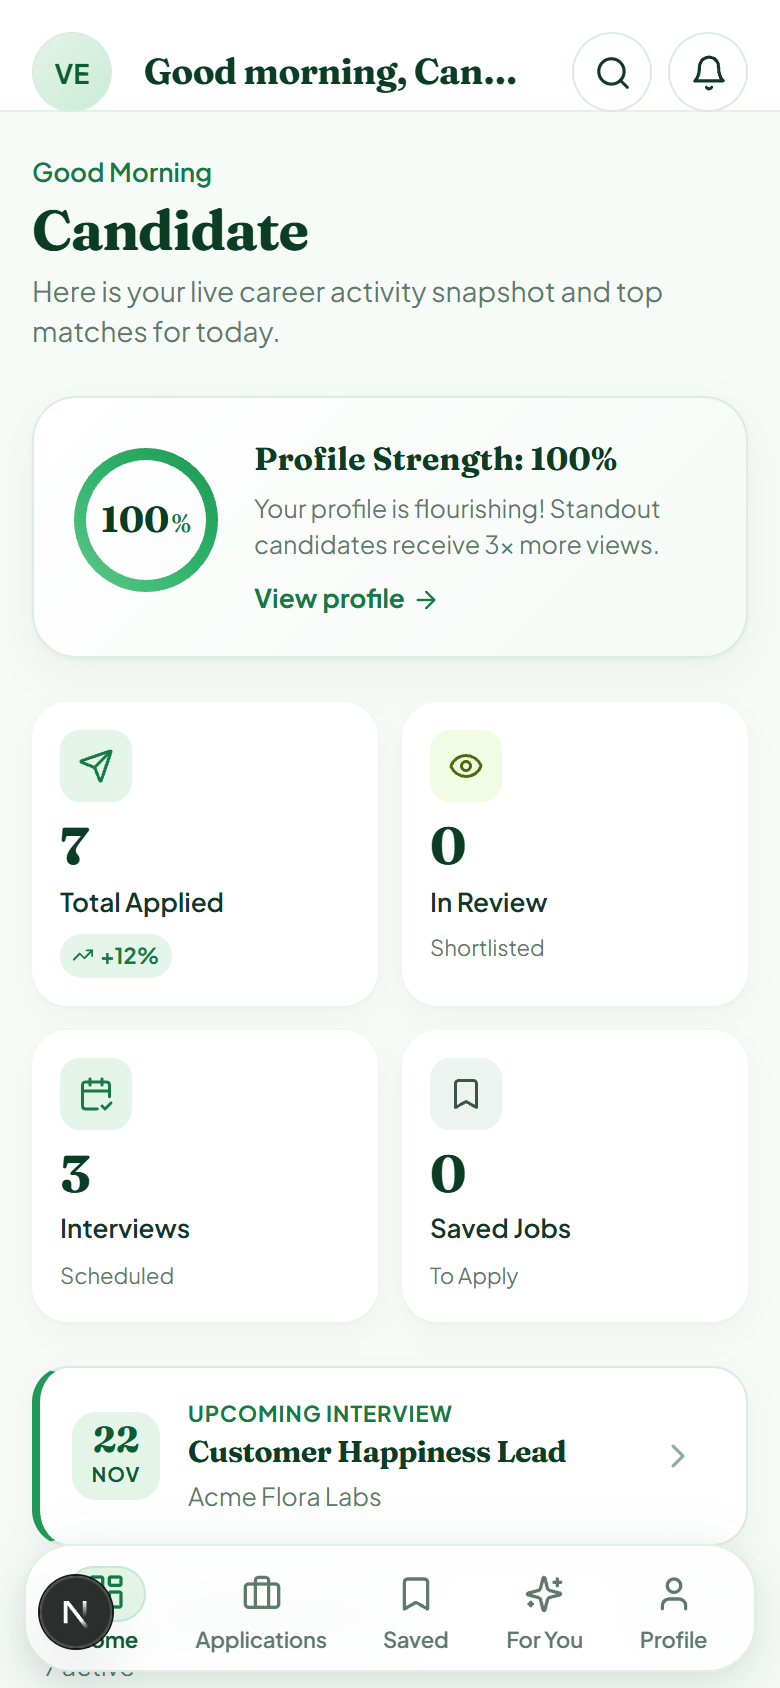 VE
Good morning, Can...
Good Morning
Candidate
Here is your live career activity snapshot and top
matches for today.
100%
Profile Strength: 100%
Your profile is flourishing! Standout
candidates receive 3× more views.
View profile →
7
Total Applied
+12%
0
In Review
Shortlisted
3
Interviews
Scheduled
0
Saved Jobs
To Apply
22
NOV
UPCOMING INTERVIEW
Customer Happiness Lead
Acme Flora Labs
N
ome
Applications
Saved
For You
Profile
7 active